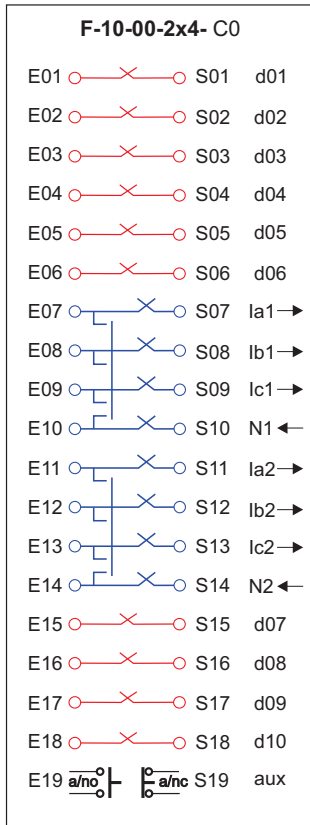 F-10-00-2x4- C0
E01 S01 d01
E02 S02 d02
E03 S03 d03
E04 S04 d04
E05 S05 d05
E06 S06 d06
E07 S07 Ia1
E08 S08 Ib1
E09 S09 Ic1
E10 S10 N1
E11 S11 Ia2
E12 S12 Ib2
E13 S13 Ic2
E14 S14 N2
E15 S15 d07
E16 S16 d08
E17 S17 d09
E18 S18 d10
E19 a/no a/nc S19 aux